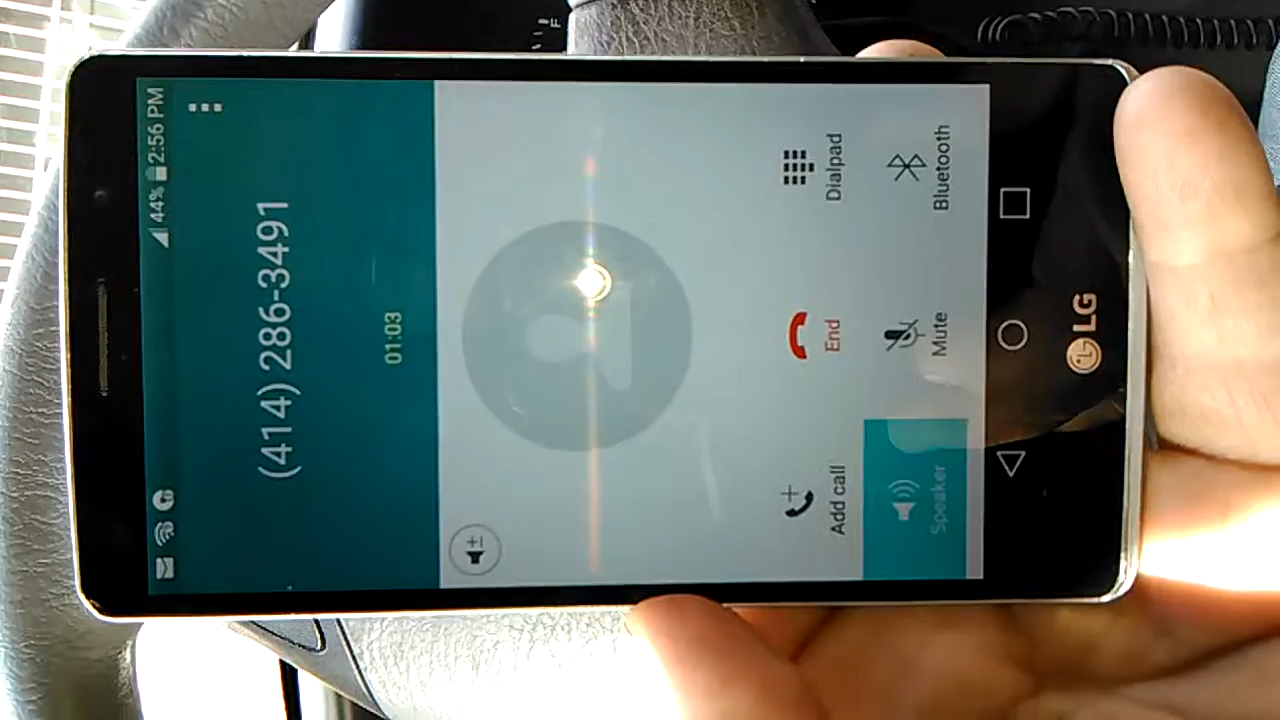 44% 2:56 PM
(414) 286-3491
01:03
Add call
End
Dialpad
Speaker
Mute
Bluetooth
LG
F